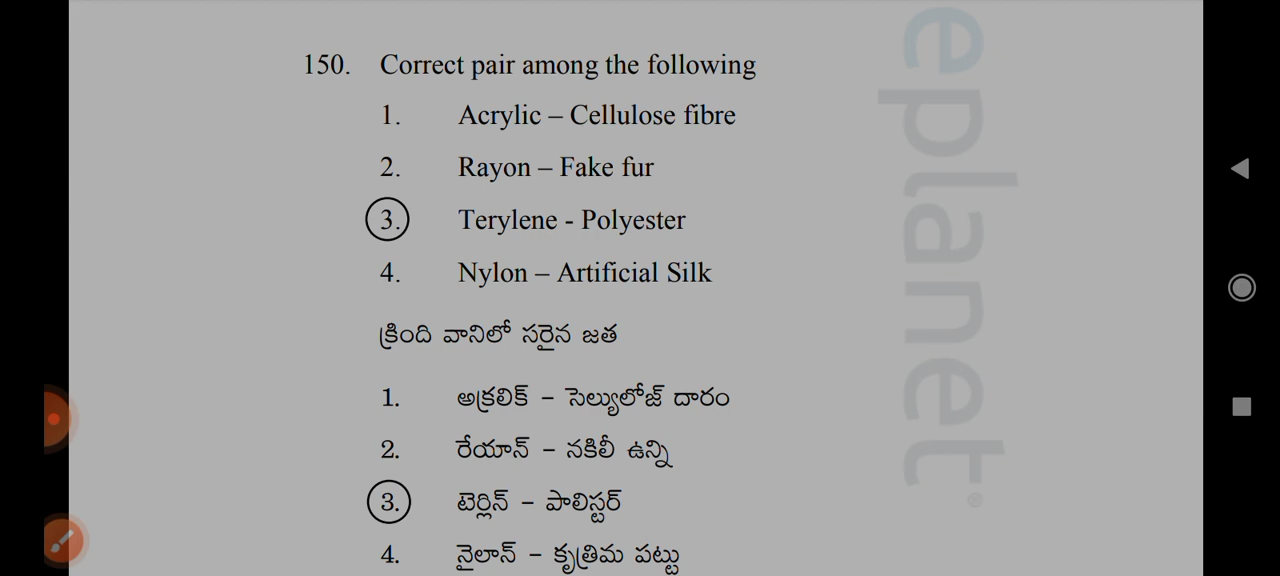 150. Correct pair among the following
1. Acrylic – Cellulose fibre
2. Rayon – Fake fur
3. Terylene - Polyester
4. Nylon – Artificial Silk
క్రింది వానిలో సరైన జత
1. అక్రలిక్ – సెల్యులోజ్ దారం
2. రేయాన్ – నకిలీ ఉన్ని
3. టెర్లిన్ – పాలిస్టర్
4. నైలాన్ – కృత్రిమ పట్టు
eplanet®